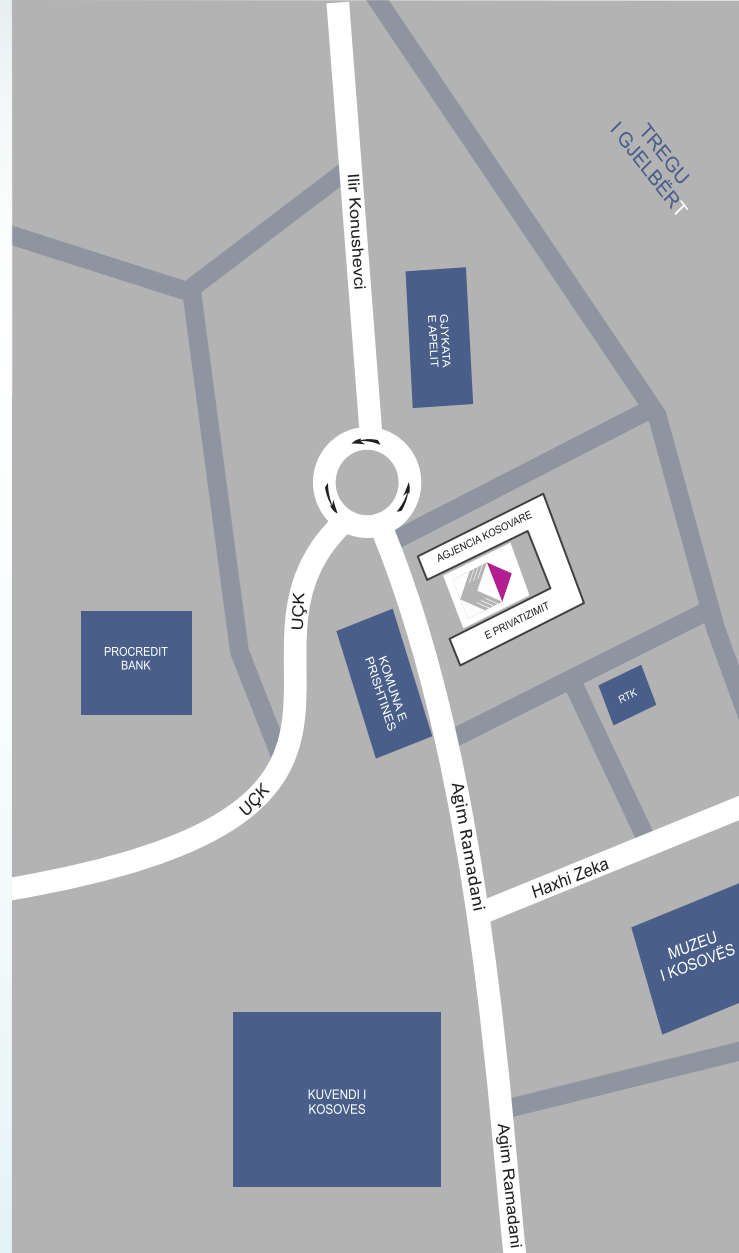 TREGU
I GJELBËRT
Ilir Konushevci
GJYKATA
E APELIT
AGJENCIA KOSOVARE
E PRIVATIZIMIT
UÇK
PROCREDIT
BANK
KOMUNA E
PRISHTINËS
RTK
UÇK
Agim Ramadani
Haxhi Zeka
MUZEU
I KOSOVËS
KUVENDI I
KOSOVES
Agim Ramadani